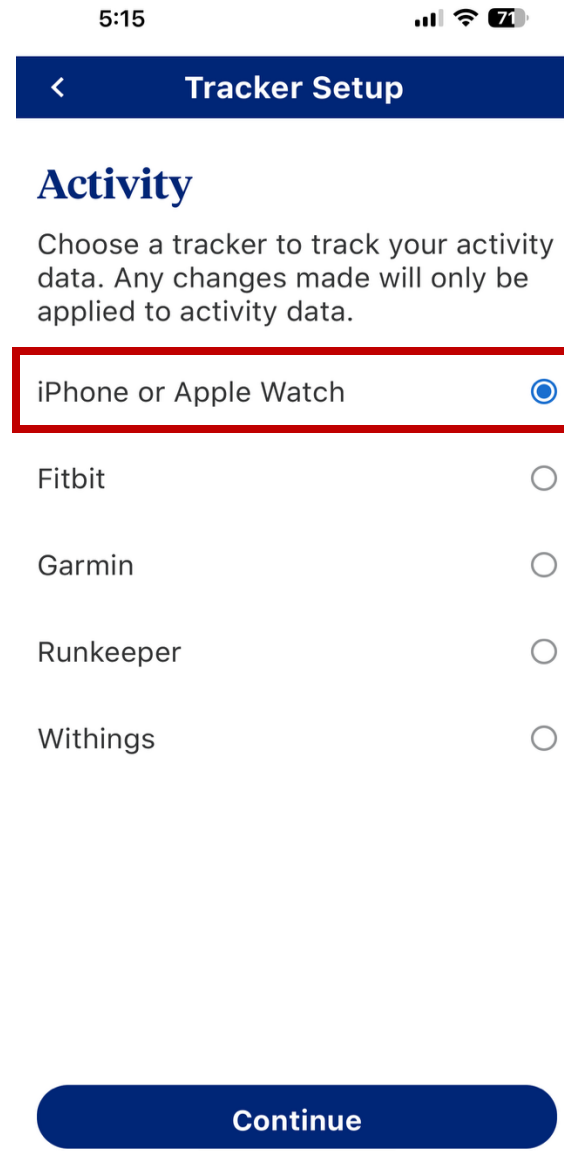 5:15 71
Tracker Setup
Activity
Choose a tracker to track your activity
data. Any changes made will only be
applied to activity data.
iPhone or Apple Watch
Fitbit
Garmin
Runkeeper
Withings
Continue